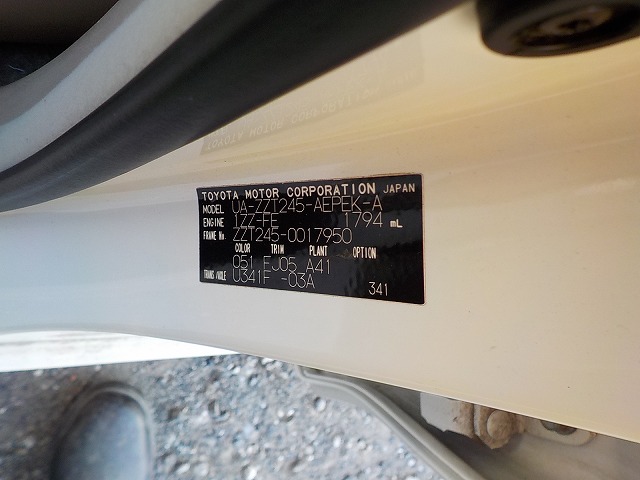 TOYOTA MOTOR CORPORATION JAPAN
MODEL UA-ZZT245-AEPEK-A
ENGINE 1ZZ-FE 1794 mL
FRAME No. ZZT245-0017950
COLOR TRIM PLANT OPTION
051 FJ05 A41
TRANS/AXLE U341F -03A
341